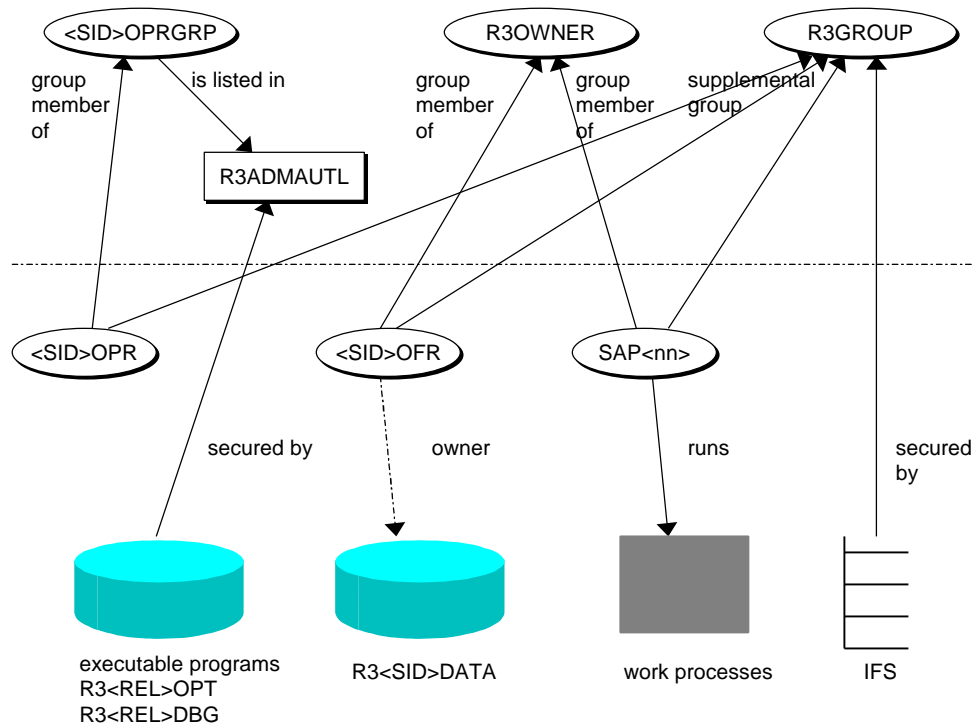 <SID>OPRGRP
R3OWNER
R3GROUP
group
member
of
is listed in
group
member
of
group
member
of
supplemental
group
R3ADMAUTL
<SID>OPR
<SID>OFR
SAP<nn>
secured by
owner
runs
secured
by
executable programs
R3<REL>OPT
R3<REL>DBG
R3<SID>DATA
work processes
IFS